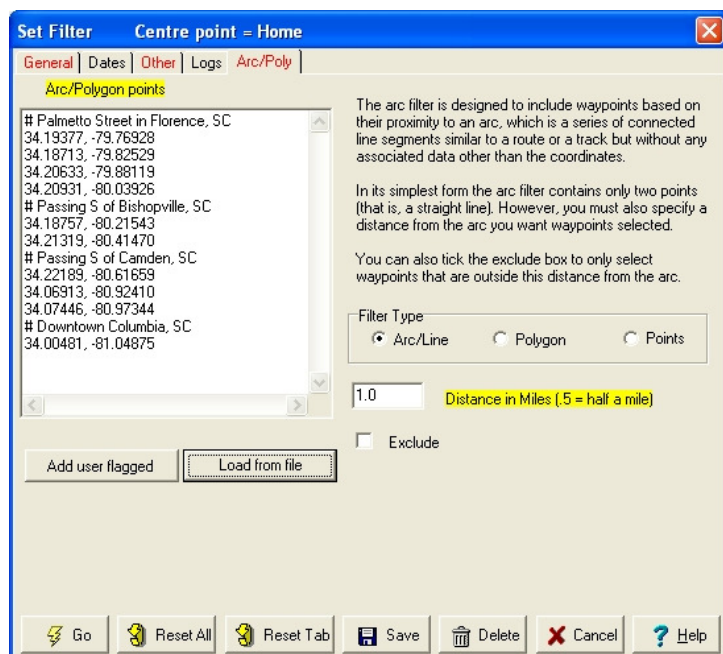 Set Filter Centre point = Home
General Dates Other Logs Arc/Poly
Arc/Polygon points
# Palmetto Street in Florence, SC
34.19377, -79.76928
34.18713, -79.82529
34.20633, -79.88119
34.20931, -80.03926
# Passing S of Bishopville, SC
34.18757, -80.21543
34.21319, -80.41470
# Passing S of Camden, SC
34.22189, -80.61659
34.06913, -80.92410
34.07446, -80.97344
# Downtown Columbia, SC
34.00481, -81.04875
Add user flagged
Load from file
The arc filter is designed to include waypoints based on
their proximity to an arc, which is a series of connected
line segments similar to a route or a track but without any
associated data other than the coordinates.
In its simplest form the arc filter contains only two points
(that is, a straight line). However, you must also specify a
distance from the arc you want waypoints selected.
You can also tick the exclude box to only select
waypoints that are outside this distance from the arc.
Filter Type
Arc/Line Polygon Points
1.0 Distance in Miles (.5 = half a mile)
Exclude
Go Reset All Reset Tab Save Delete Cancel Help